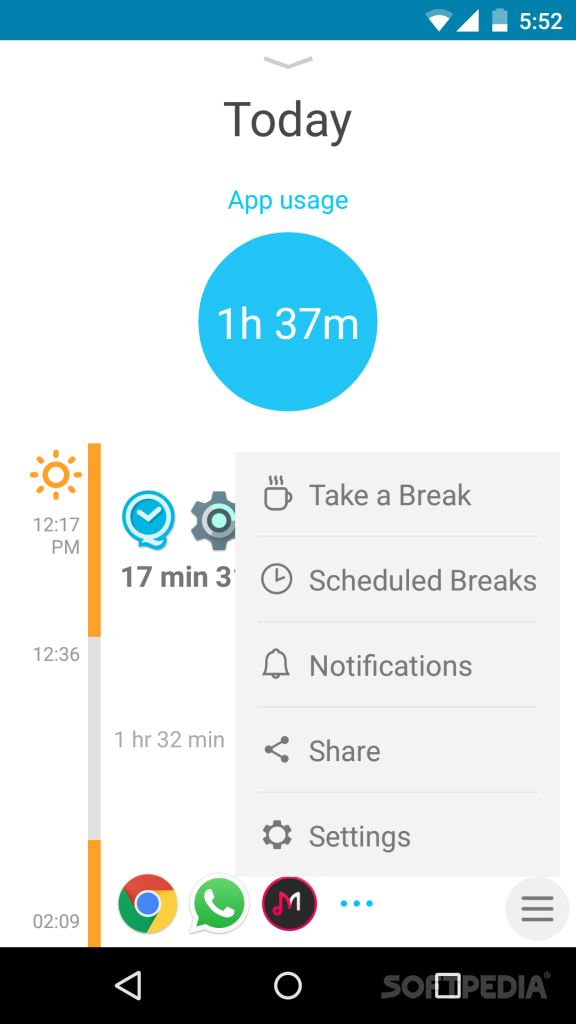 5:52
Today
App usage
1h 37m
12:17
PM
17 min 3
12:36
1 hr 32 min
02:09
Take a Break
Scheduled Breaks
Notifications
Share
Settings
SOFTPEDIA®